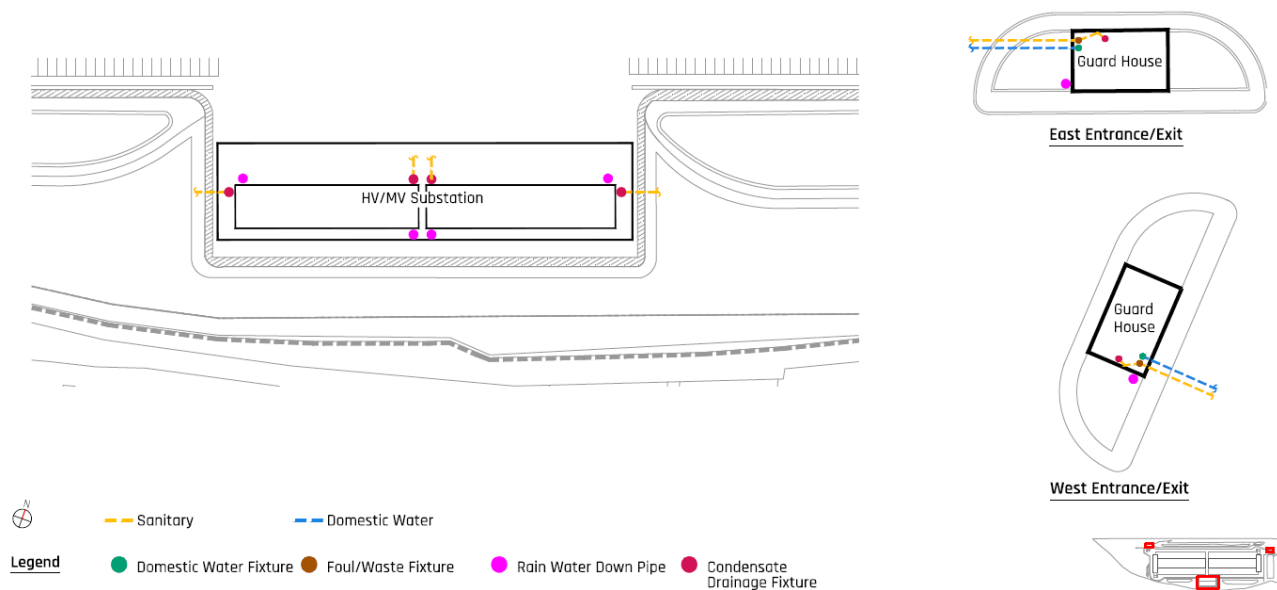 Guard House
East Entrance/Exit
HV/MV Substation
Guard
House
West Entrance/Exit
N
Sanitary
Domestic Water
Legend
Domestic Water Fixture
Foul/Waste Fixture
Rain Water Down Pipe
Condensate
Drainage Fixture